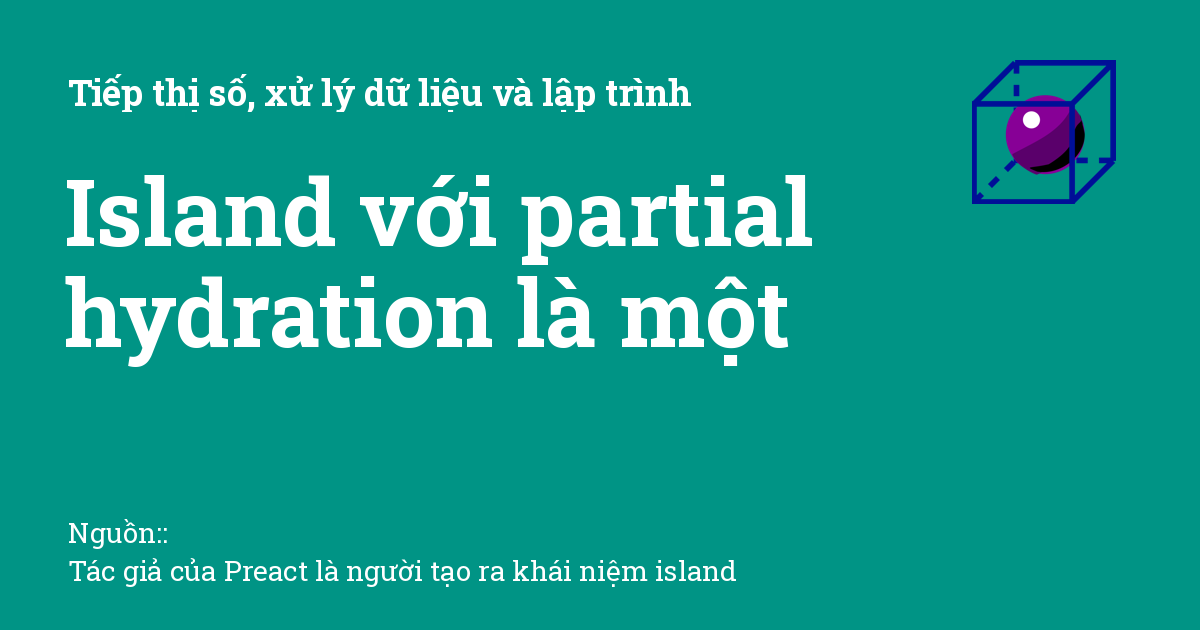 Tiếp thị số, xử lý dữ liệu và lập trình
Island với partial
hydration là một
Nguồn::
Tác giả của Preact là người tạo ra khái niệm island